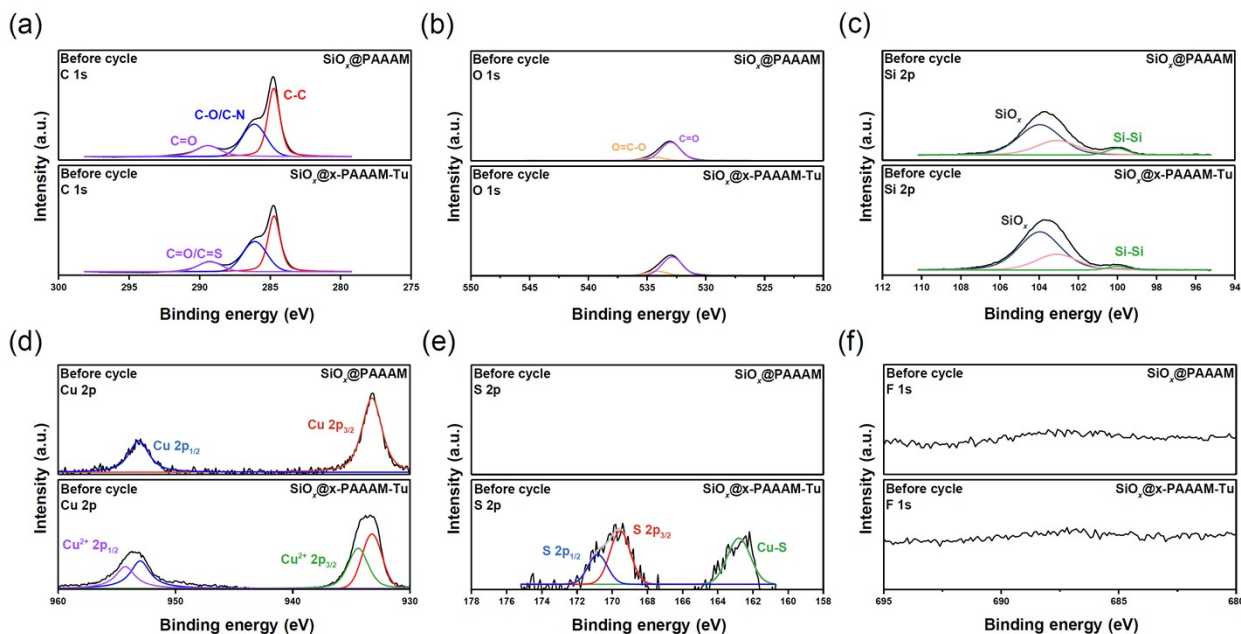 (a)
Before cycle
SiOx@PAAAM
C 1s
C-C
C-O/C-N
C=O
Before cycle
SiOx@x-PAAAM-Tu
C 1s
C=O/C=S
Intensity (a.u.)
300 295 290 285 280 275
Binding energy (eV)
(b)
Before cycle
SiOx@PAAAM
O 1s
O=C-O
C=O
Before cycle
SiOx@x-PAAAM-Tu
O 1s
Intensity (a.u.)
550 545 540 535 530 525 520
Binding energy (eV)
(c)
Before cycle
SiOx@PAAAM
Si 2p
SiOx
Si-Si
Before cycle
SiOx@x-PAAAM-Tu
Si 2p
SiOx
Si-Si
Intensity (a.u.)
112 110 108 106 104 102 100 98 96 94
Binding energy (eV)
(d)
Before cycle
SiOx@PAAAM
Cu 2p
Cu 2p3/2
Cu 2p1/2
Before cycle
SiOx@x-PAAAM-Tu
Cu 2p
Cu2+ 2p1/2
Cu2+ 2p3/2
Intensity (a.u.)
960 950 940 930
Binding energy (eV)
(e)
Before cycle
SiOx@PAAAM
S 2p
Before cycle
SiOx@x-PAAAM-Tu
S 2p
S 2p1/2
S 2p3/2
Cu-S
Intensity (a.u.)
178 176 174 172 170 168 166 164 162 160 158
Binding energy (eV)
(f)
Before cycle
SiOx@PAAAM
F 1s
Before cycle
SiOx@x-PAAAM-Tu
F 1s
Intensity (a.u.)
695 690 685 680
Binding energy (eV)